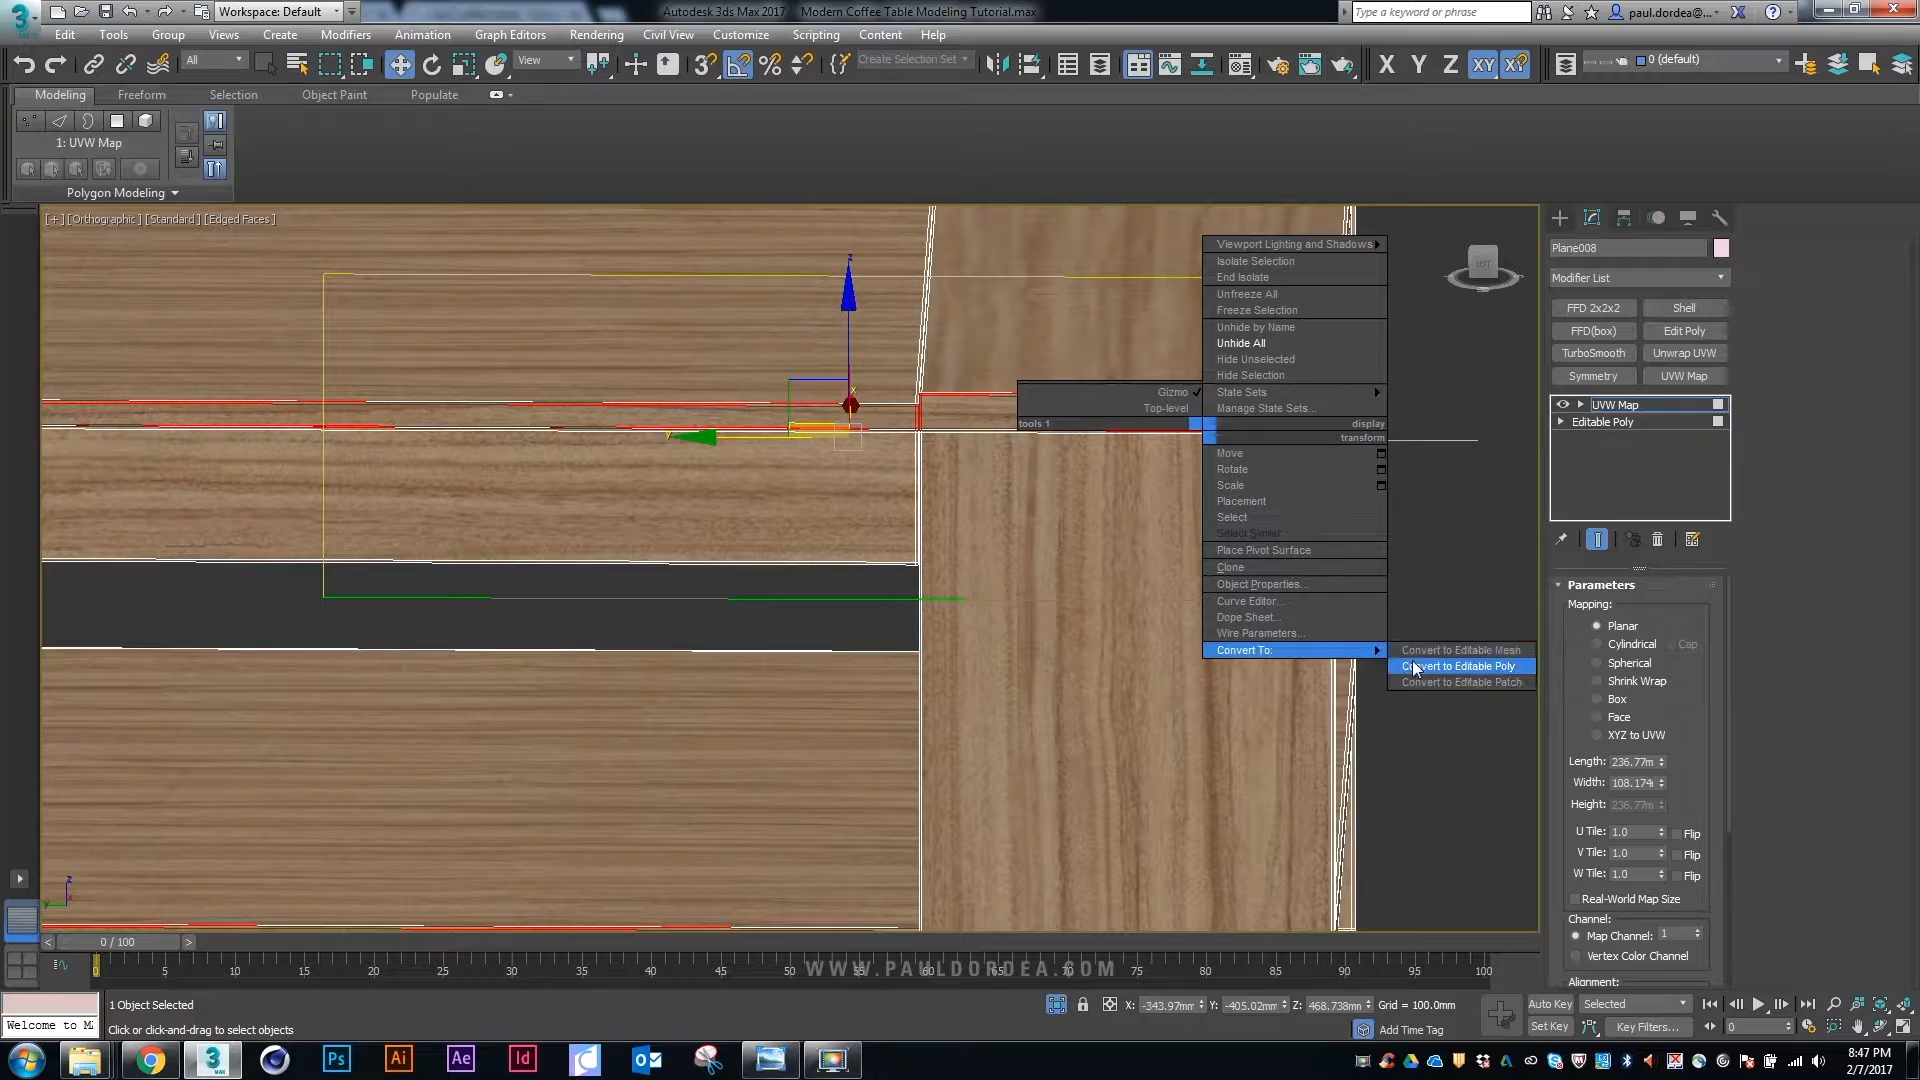 Workspace: Default
Autodesk 3ds Max 2017    Modern Coffee Table Modeling Tutorial.max
Type a keyword or phrase
paul.dordea@...
Edit Tools Group Views Create Modifiers Animation Graph Editors Rendering Civil View Customize Scripting Content Help
All
View
Create Selection Set
X Y Z XY
0 (default)
Modeling Freeform Selection Object Paint Populate
1: UVW Map
Polygon Modeling
[+] [Orthographic] [Standard] [Edged Faces]
LEFT
Viewport Lighting and Shadows
Isolate Selection
End Isolate
Unfreeze All
Freeze Selection
Unhide by Name
Unhide All
Hide Unselected
Hide Selection
State Sets
Manage State Sets...
Gizmo
Top-level
tools 1
display
transform
Move
Rotate
Scale
Placement
Select
Select Similar
Place Pivot Surface
Clone
Object Properties...
Curve Editor...
Dope Sheet...
Wire Parameters...
Convert To:
Convert to Editable Mesh
Convert to Editable Poly
Convert to Editable Patch
Plane008
Modifier List
FFD 2x2x2 Shell
FFD(box) Edit Poly
TurboSmooth Unwrap UVW
Symmetry UVW Map
UVW Map
Editable Poly
Parameters
Mapping:
Planar
Cylindrical Cap
Spherical
Shrink Wrap
Box
Face
XYZ to UVW
Length: 236.77m
Width: 108.174
Height: 236.77m
U Tile: 1.0 Flip
V Tile: 1.0 Flip
W Tile: 1.0 Flip
Real-World Map Size
Channel:
Map Channel: 1
Vertex Color Channel
Alignment:
z
x
y
z
y
0 / 100
0 5 10 15 20 25 30 35 40 45 50 55 60 65 70 75 80 85 90 95 100
WWW.PAULDORDEA.COM
1 Object Selected
X: -343.97mm Y: -405.02mm Z: 468.738mm Grid = 100.0mm
Auto Key Selected
Welcome to M
Click or click-and-drag to select objects
Add Time Tag
Set Key Key Filters...
0
3 MAX
Ps Ai Ae Id
8:47 PM
2/7/2017